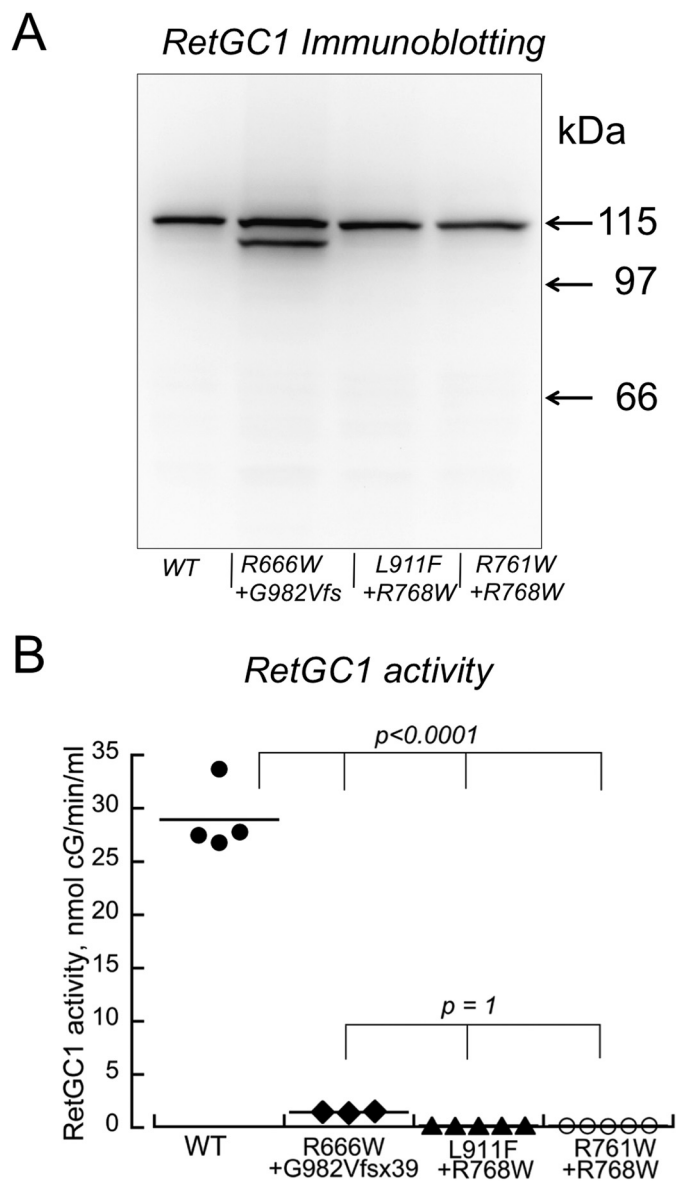 A
RetGC1 Immunoblotting
kDa
115
97
66
WT
R666W
+G982Vfs
L911F
+R768W
R761W
+R768W
B
RetGC1 activity
p<0.0001
35
30
25
20
15
10
5
0
RetGC1 activity, nmol cG/min/ml
p = 1
WT
R666W
+G982Vfsx39
L911F
+R768W
R761W
+R768W